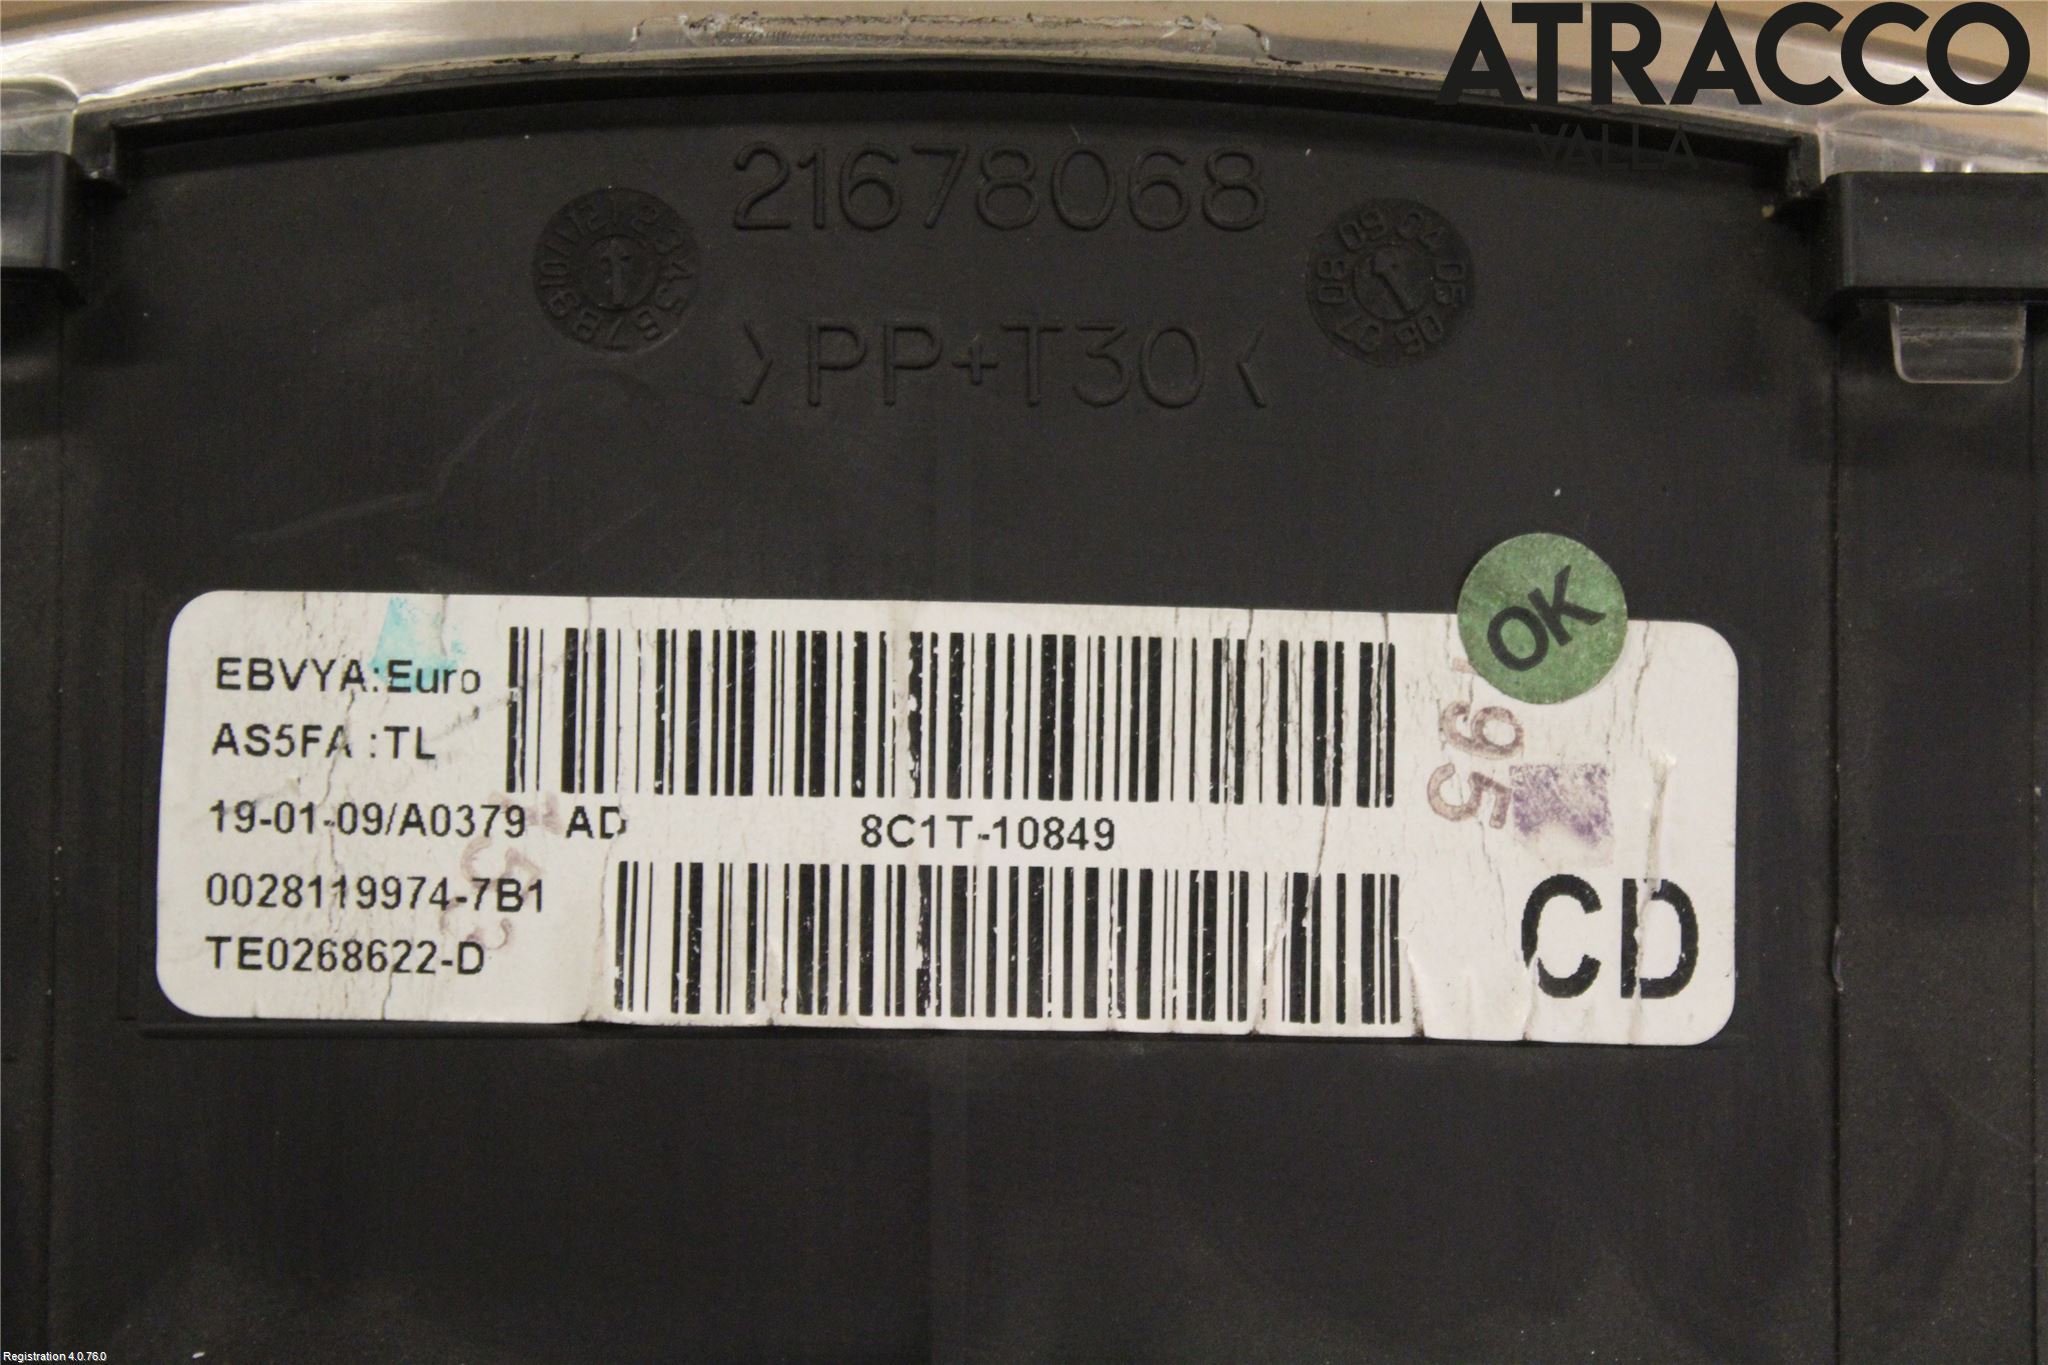 ATRACCO
VALLA
21678068
>PP+T30<
OK
EBVYA:Euro
AS5FA :TL
195
19-01-09/A0379 AD 8C1T-10849
0028119974-7B1 CD
TE0268622-D
Registration 4.0.76.0